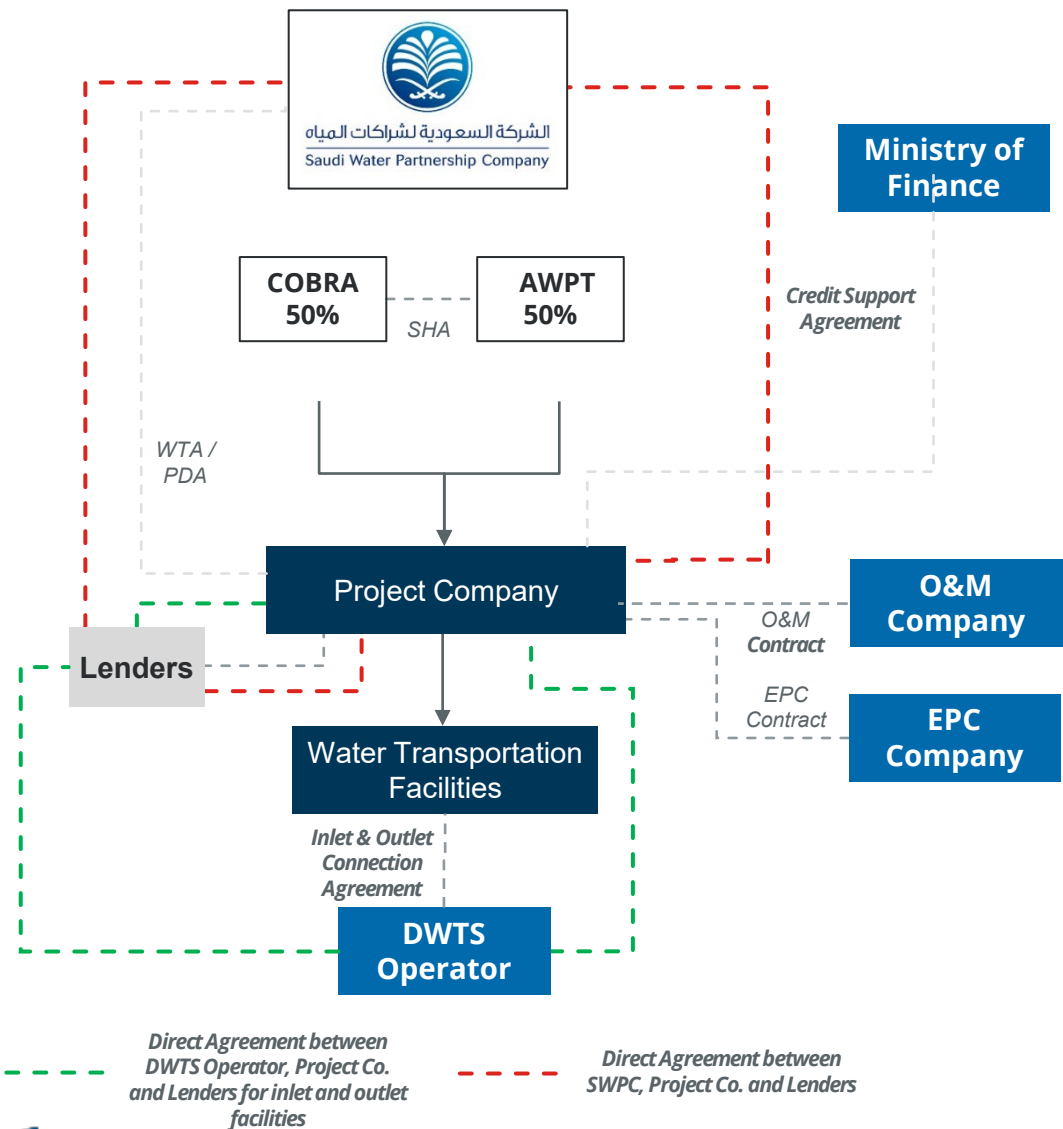 الشركة السعودية لشراكات المياه
Saudi Water Partnership Company
Ministry of
Finance
COBRA
50%
SHA
AWPT
50%
Credit Support
Agreement
WTA /
PDA
Project Company
O&M
Company
O&M
Contract
Lenders
EPC
Contract
EPC
Company
Water Transportation
Facilities
Inlet & Outlet
Connection
Agreement
DWTS
Operator
Direct Agreement between
DWTS Operator, Project Co.
and Lenders for inlet and outlet
facilities
Direct Agreement between
SWPC, Project Co. and Lenders